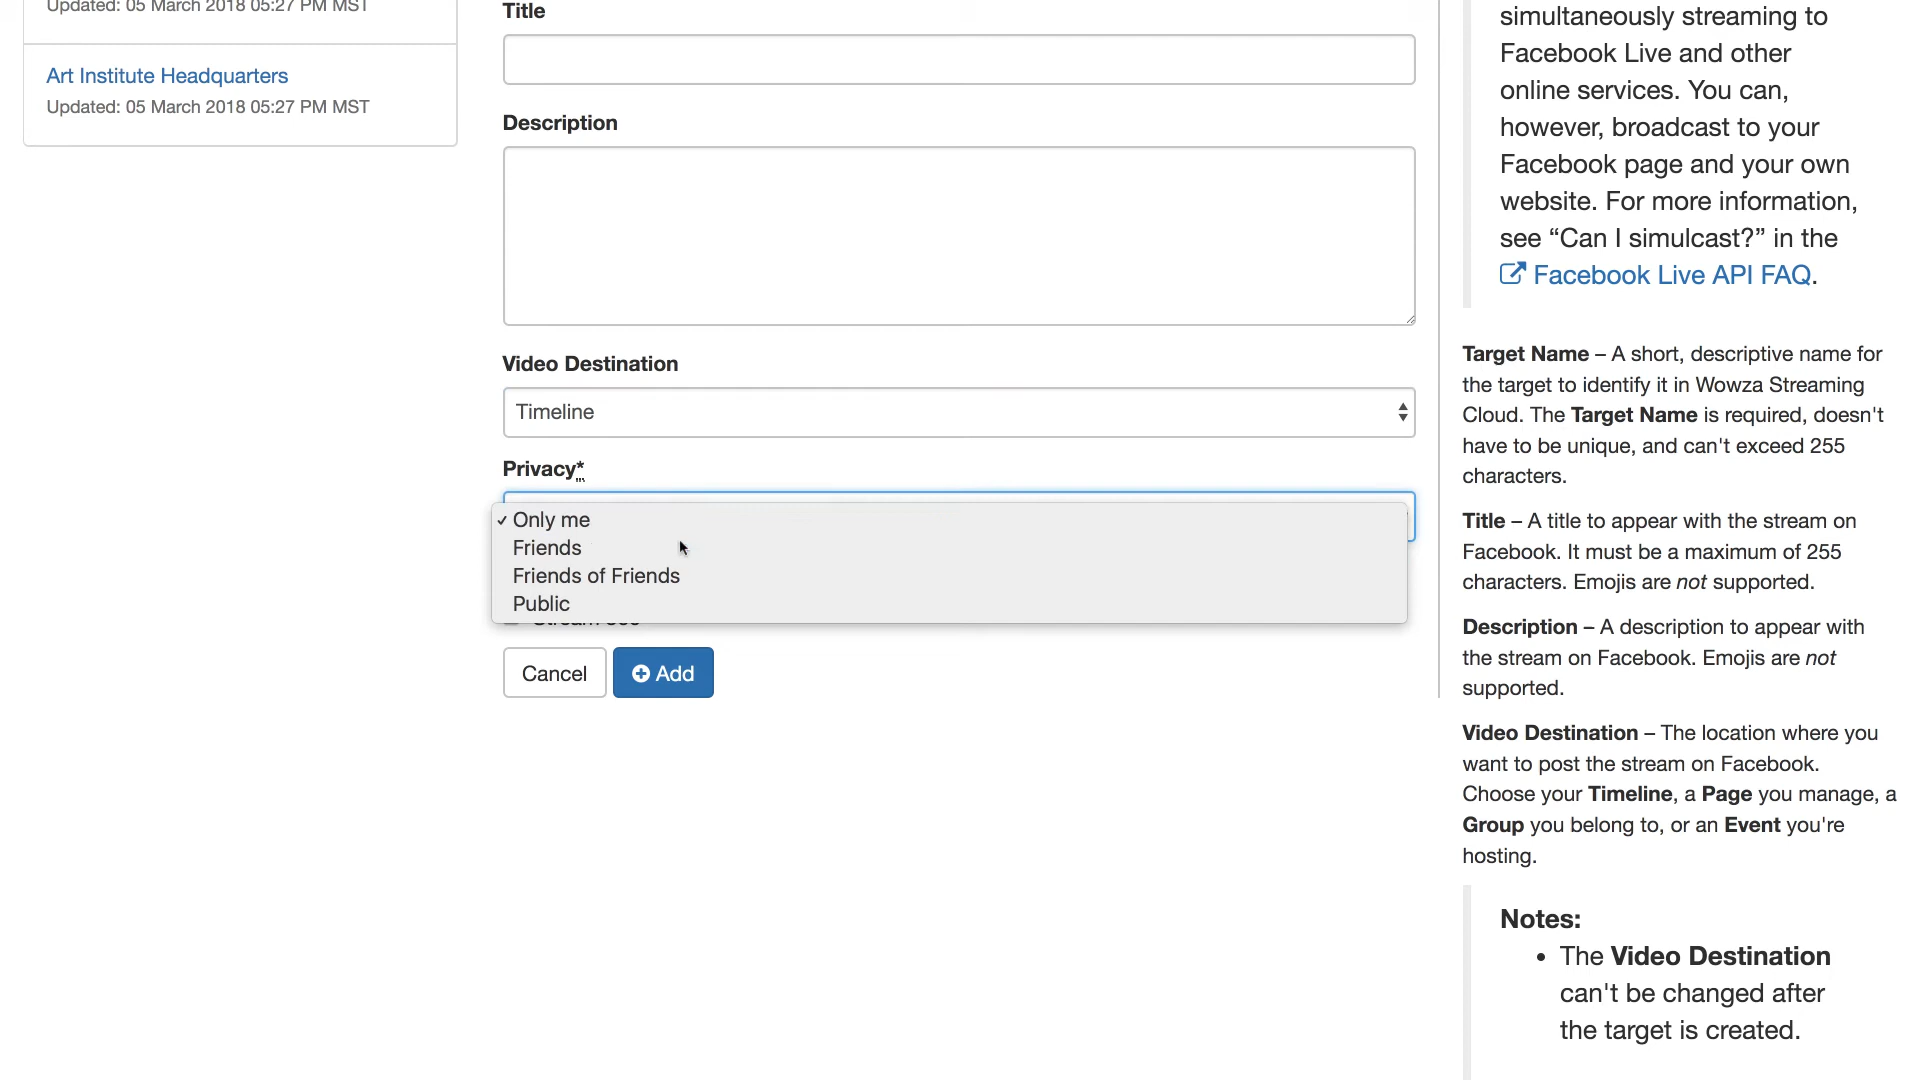 Updated: 05 March 2018 05:27 PM MST
Art Institute Headquarters
Updated: 05 March 2018 05:27 PM MST
Title
Description
Video Destination
Timeline
Privacy*
✓ Only me
Friends
Friends of Friends
Public
Cancel
Add
simultaneously streaming to
Facebook Live and other
online services. You can,
however, broadcast to your
Facebook page and your own
website. For more information,
see “Can I simulcast?” in the
Facebook Live API FAQ.
Target Name – A short, descriptive name for
the target to identify it in Wowza Streaming
Cloud. The Target Name is required, doesn't
have to be unique, and can't exceed 255
characters.
Title – A title to appear with the stream on
Facebook. It must be a maximum of 255
characters. Emojis are not supported.
Description – A description to appear with
the stream on Facebook. Emojis are not
supported.
Video Destination – The location where you
want to post the stream on Facebook.
Choose your Timeline, a Page you manage, a
Group you belong to, or an Event you're
hosting.
Notes:
• The Video Destination
can't be changed after
the target is created.